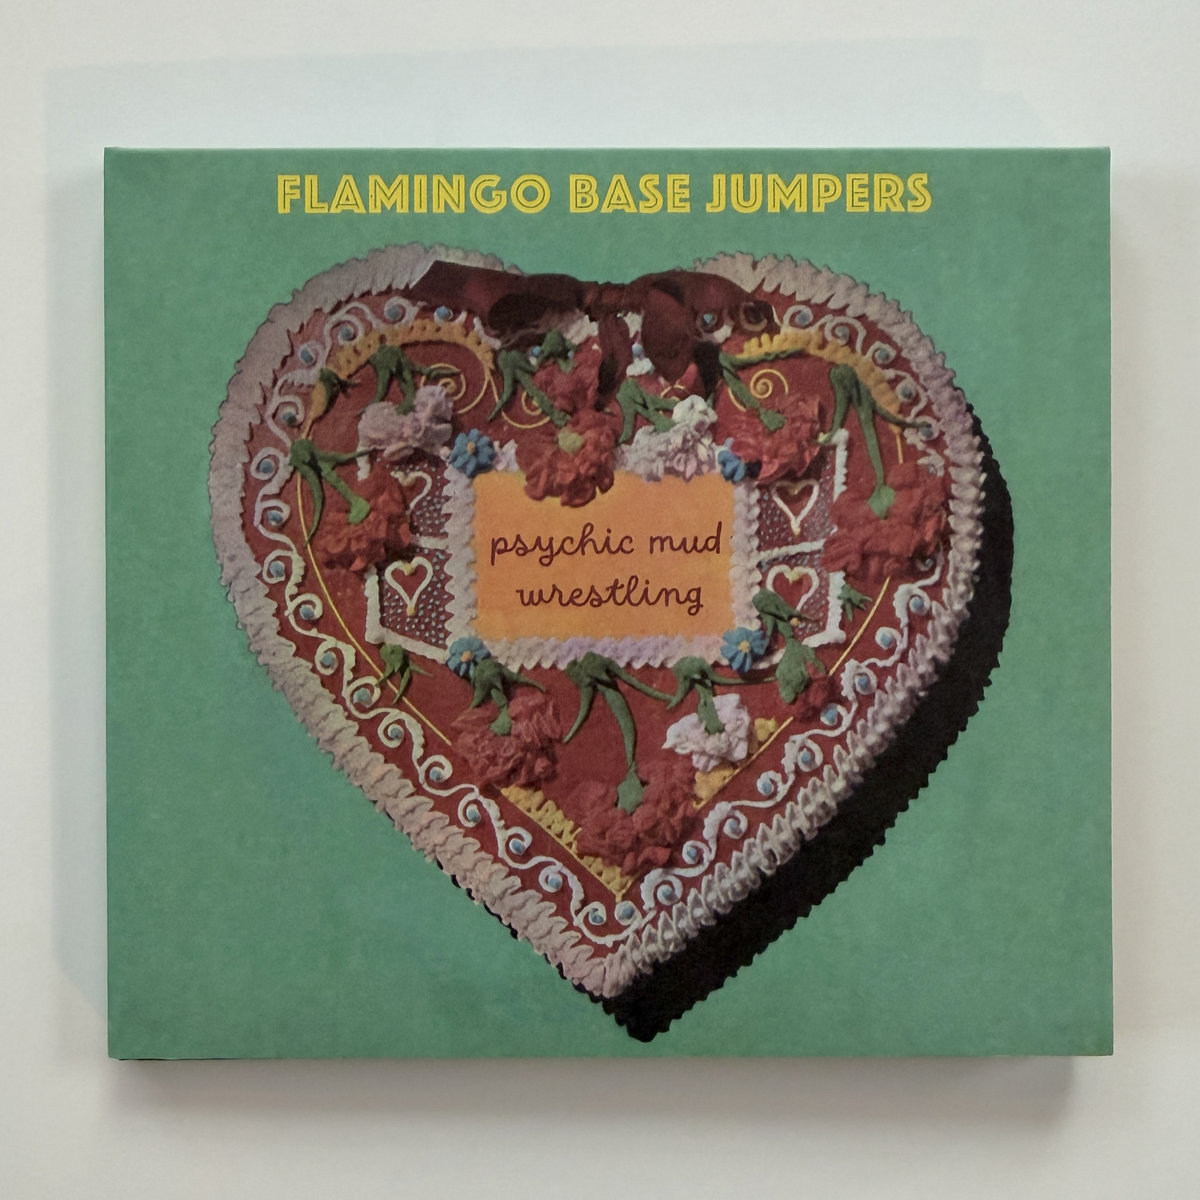 FLAMINGO BASE JUMPERS
psychic mud
wrestling